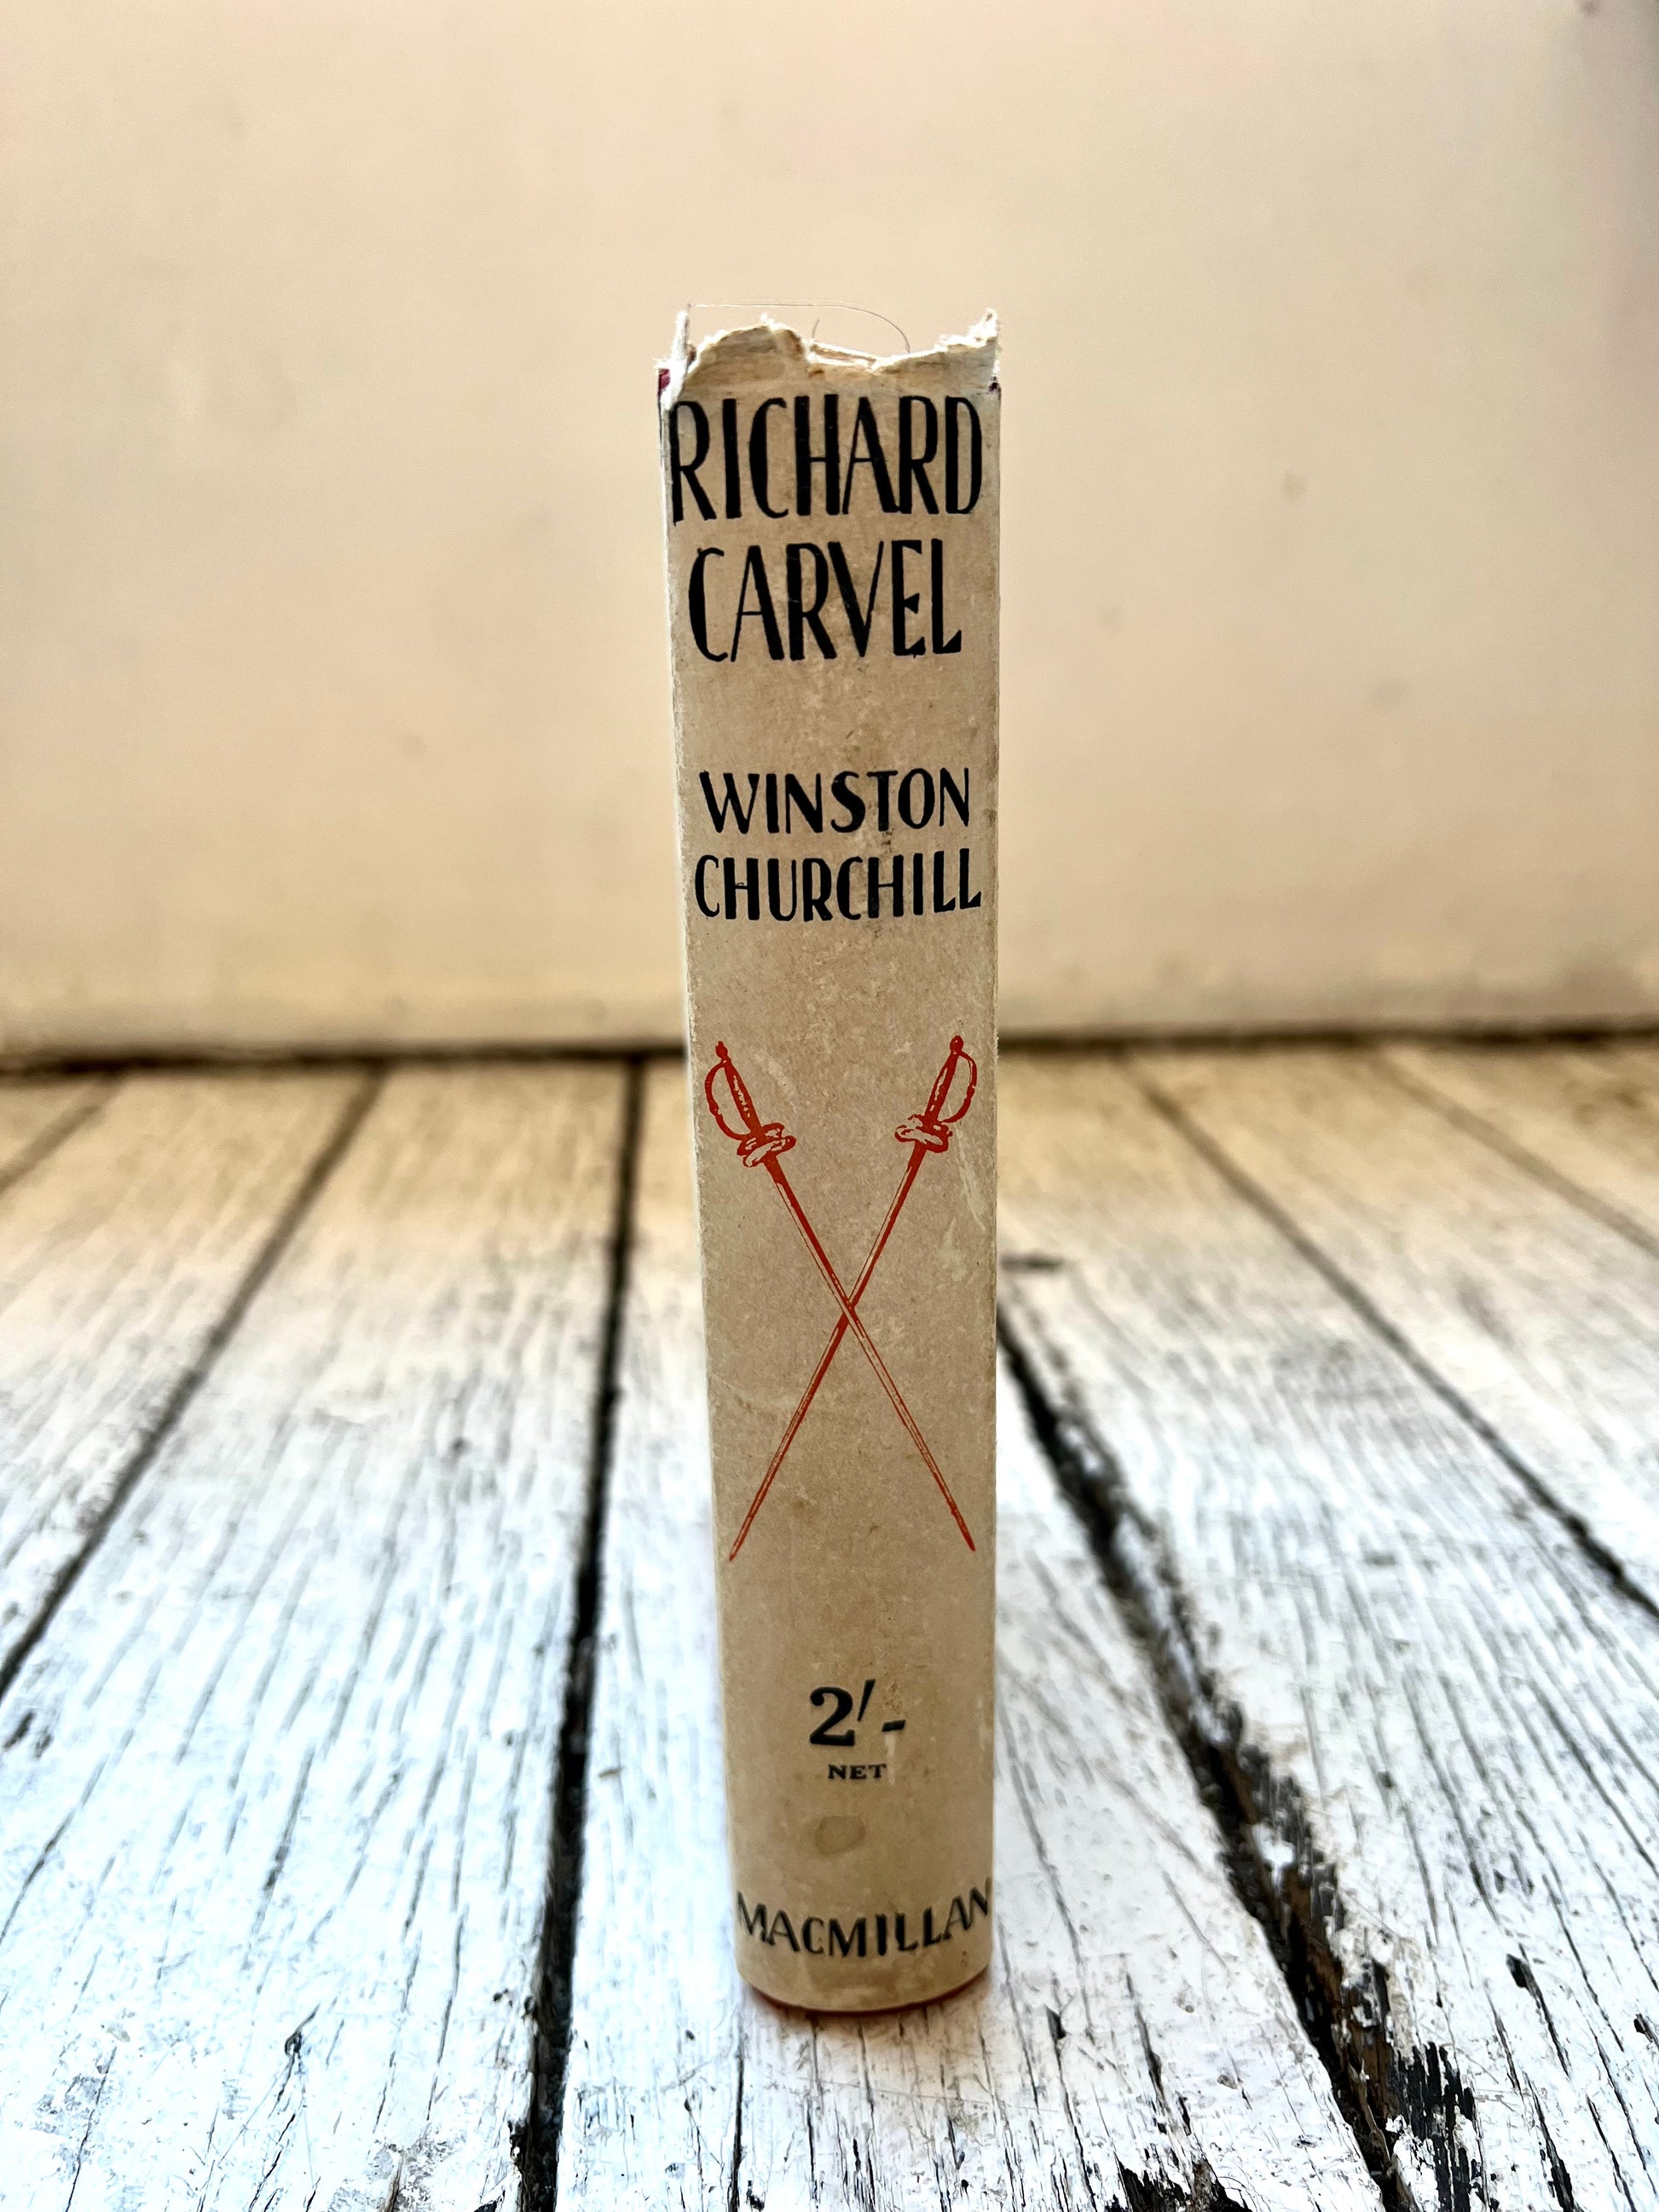 RICHARD
CARVEL
WINSTON
CHURCHILL
2/-
NET
MACMILLAN